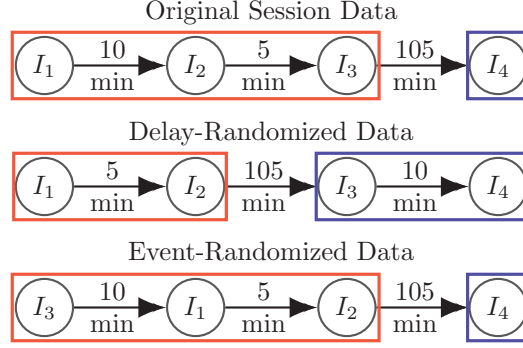 Original Session Data
I₁ 10 min I₂ 5 min I₃ 105 min I₄
Delay-Randomized Data
I₁ 5 min I₂ 105 min I₃ 10 min I₄
Event-Randomized Data
I₃ 10 min I₁ 5 min I₂ 105 min I₄